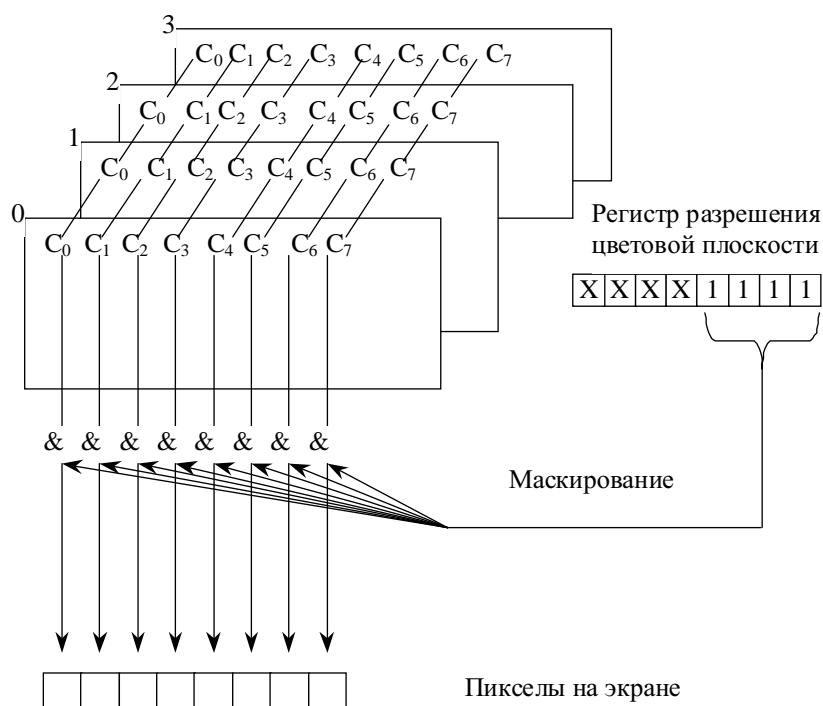 3
C₀ C₁ C₂ C₃ C₄ C₅ C₆ C₇
2
C₀ C₁ C₂ C₃ C₄ C₅ C₆ C₇
1
C₀ C₁ C₂ C₃ C₄ C₅ C₆ C₇
0
C₀ C₁ C₂ C₃ C₄ C₅ C₆ C₇
Регистр разрешения
цветовой плоскости
X X X X 1 1 1 1
& & & & & & & &
Маскирование
Пикселы на экране